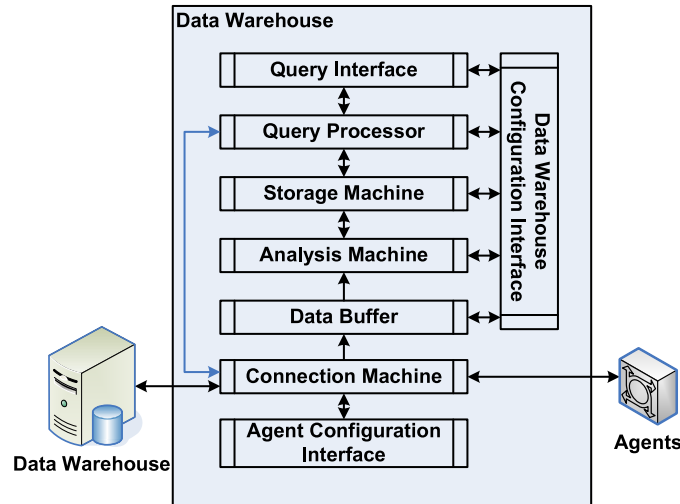 Data Warehouse
Query Interface
Query Processor
Storage Machine
Analysis Machine
Data Buffer
Connection Machine
Agent Configuration
Interface
Data Warehouse
Configuration Interface
Data Warehouse
Agents